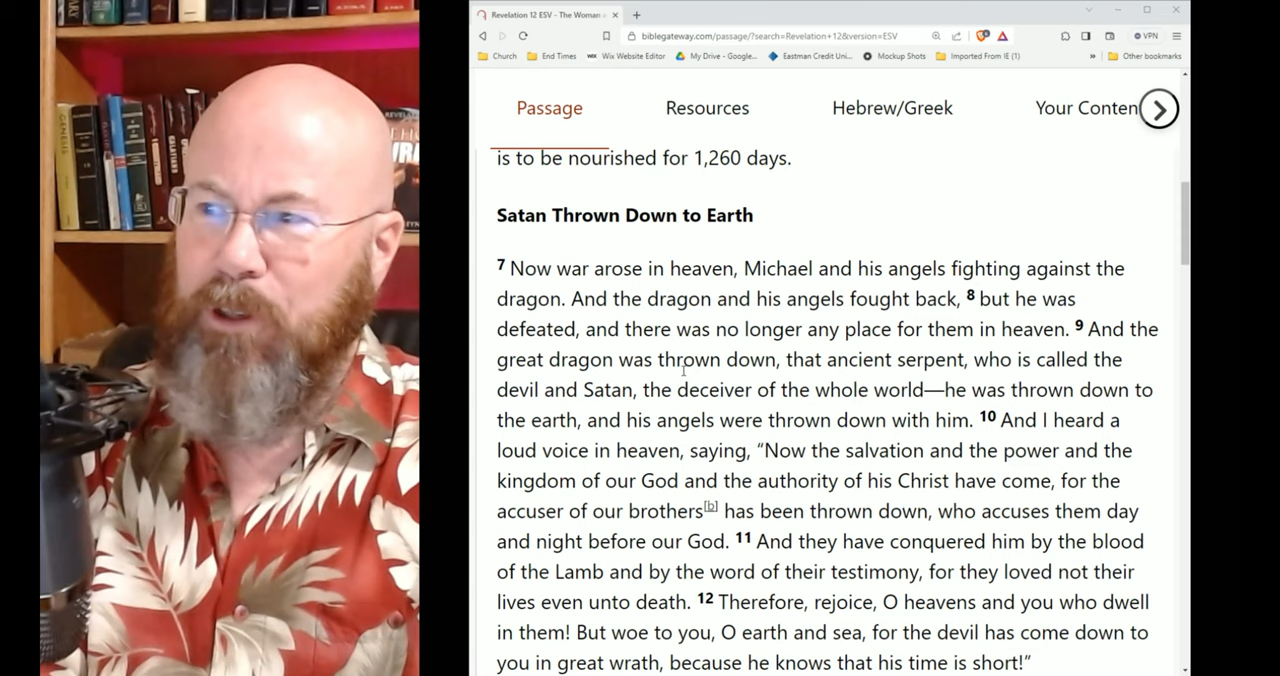 Revelation 12 ESV - The Woman a
biblegateway.com/passage/?search=Revelation+12&version=ESV
VPN
Church
End Times
WIX Wix Website Editor
My Drive - Google...
Eastman Credit Uni...
Mockup Shots
Imported From IE (1)
Other bookmarks
Passage
Resources
Hebrew/Greek
Your Conten
is to be nourished for 1,260 days.
Satan Thrown Down to Earth
7 Now war arose in heaven, Michael and his angels fighting against the
dragon. And the dragon and his angels fought back, 8 but he was
defeated, and there was no longer any place for them in heaven. 9 And the
great dragon was thrown down, that ancient serpent, who is called the
devil and Satan, the deceiver of the whole world—he was thrown down to
the earth, and his angels were thrown down with him. 10 And I heard a
loud voice in heaven, saying, “Now the salvation and the power and the
kingdom of our God and the authority of his Christ have come, for the
accuser of our brothers[b] has been thrown down, who accuses them day
and night before our God. 11 And they have conquered him by the blood
of the Lamb and by the word of their testimony, for they loved not their
lives even unto death. 12 Therefore, rejoice, O heavens and you who dwell
in them! But woe to you, O earth and sea, for the devil has come down to
you in great wrath, because he knows that his time is short!”
GENESIS